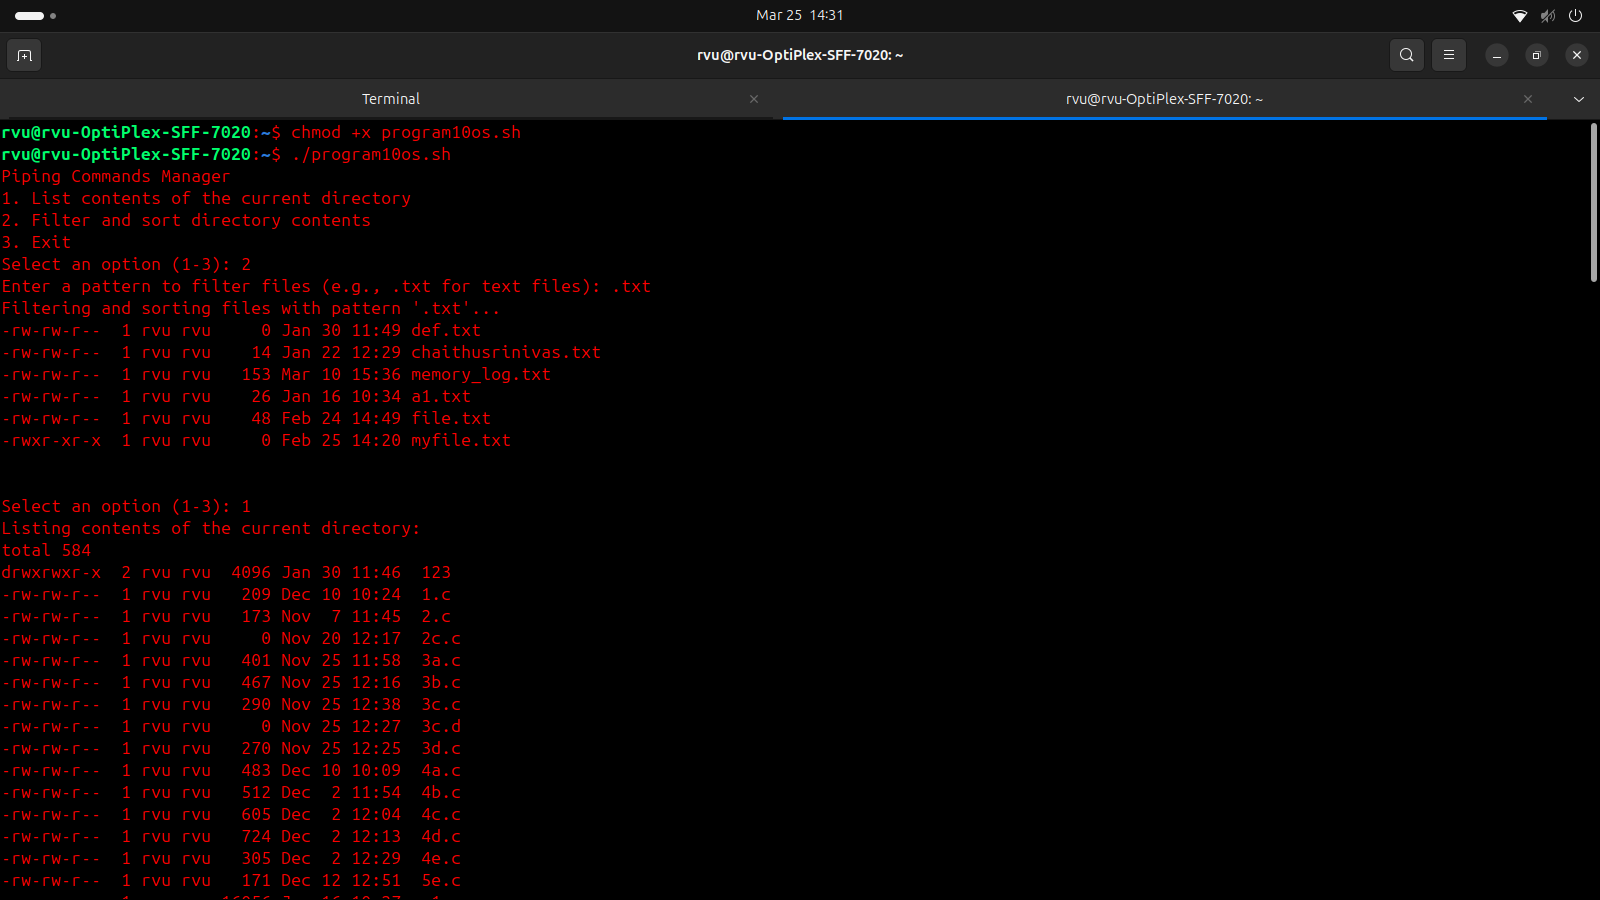 Mar 25 14:31
rvu@rvu-OptiPlex-SFF-7020: ~
Terminal
rvu@rvu-OptiPlex-SFF-7020: ~
rvu@rvu-OptiPlex-SFF-7020:~$ chmod +x program10os.sh
rvu@rvu-OptiPlex-SFF-7020:~$ ./program10os.sh
Piping Commands Manager
1. List contents of the current directory
2. Filter and sort directory contents
3. Exit
Select an option (1-3): 2
Enter a pattern to filter files (e.g., .txt for text files): .txt
Filtering and sorting files with pattern '.txt'...
-rw-rw-r--  1 rvu rvu     0 Jan 30 11:49 def.txt
-rw-rw-r--  1 rvu rvu    14 Jan 22 12:29 chaithusrinivas.txt
-rw-rw-r--  1 rvu rvu   153 Mar 10 15:36 memory_log.txt
-rw-rw-r--  1 rvu rvu    26 Jan 16 10:34 a1.txt
-rw-rw-r--  1 rvu rvu    48 Feb 24 14:49 file.txt
-rwxr-xr-x  1 rvu rvu     0 Feb 25 14:20 myfile.txt
Select an option (1-3): 1
Listing contents of the current directory:
total 584
drwxrwxr-x  2 rvu rvu  4096 Jan 30 11:46  123
-rw-rw-r--  1 rvu rvu   209 Dec 10 10:24  1.c
-rw-rw-r--  1 rvu rvu   173 Nov  7 11:45  2.c
-rw-rw-r--  1 rvu rvu     0 Nov 20 12:17  2c.c
-rw-rw-r--  1 rvu rvu   401 Nov 25 11:58  3a.c
-rw-rw-r--  1 rvu rvu   467 Nov 25 12:16  3b.c
-rw-rw-r--  1 rvu rvu   290 Nov 25 12:38  3c.c
-rw-rw-r--  1 rvu rvu     0 Nov 25 12:27  3c.d
-rw-rw-r--  1 rvu rvu   270 Nov 25 12:25  3d.c
-rw-rw-r--  1 rvu rvu   483 Dec 10 10:09  4a.c
-rw-rw-r--  1 rvu rvu   512 Dec  2 11:54  4b.c
-rw-rw-r--  1 rvu rvu   605 Dec  2 12:04  4c.c
-rw-rw-r--  1 rvu rvu   724 Dec  2 12:13  4d.c
-rw-rw-r--  1 rvu rvu   305 Dec  2 12:29  4e.c
-rw-rw-r--  1 rvu rvu   171 Dec 12 12:51  5e.c